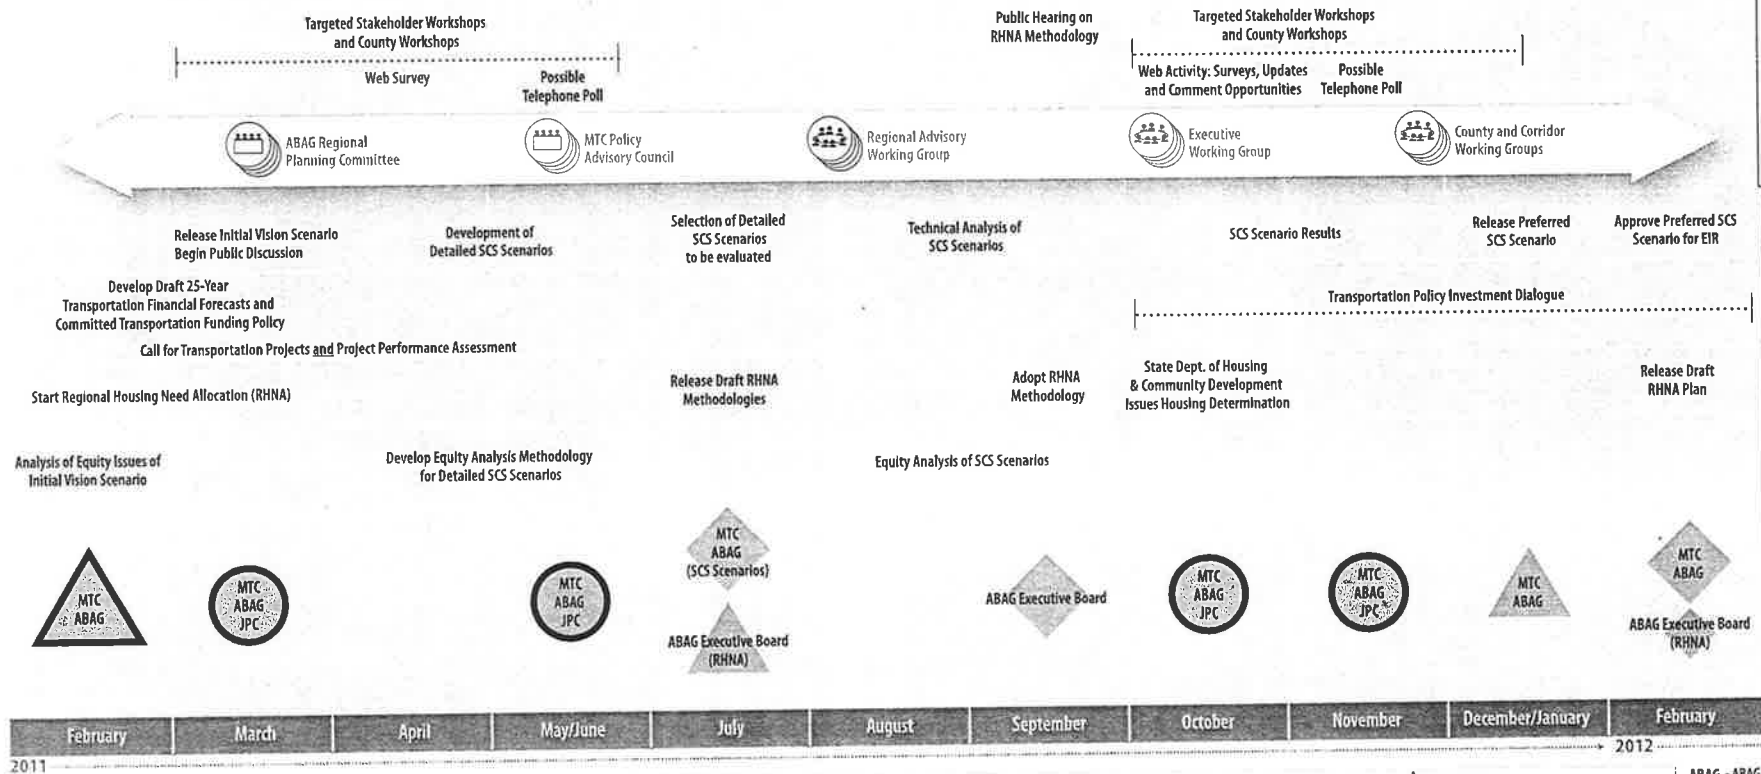 Targeted Stakeholder Workshops
and County Workshops
Web Survey
Possible
Telephone Poll
Public Hearing on
RHNA Methodology
Targeted Stakeholder Workshops
and County Workshops
Web Activity: Surveys, Updates
and Comment Opportunities
Possible
Telephone Poll
ABAG Regional
Planning Committee
MTC Policy
Advisory Council
Regional Advisory
Working Group
Executive
Working Group
County and Corridor
Working Groups
Release Initial Vision Scenario
Begin Public Discussion
Development of
Detailed SCS Scenarios
Selection of Detailed
SCS Scenarios
to be evaluated
Technical Analysis of
SCS Scenarios
SCS Scenario Results
Release Preferred
SCS Scenario
Approve Preferred SCS
Scenario for EIR
Develop Draft 25-Year
Transportation Financial Forecasts and
Committed Transportation Funding Policy
Transportation Policy Investment Dialogue
Call for Transportation Projects and Project Performance Assessment
Start Regional Housing Need Allocation (RHNA)
Release Draft RHNA
Methodologies
Adopt RHNA
Methodology
State Dept. of Housing
& Community Development
Issues Housing Determination
Release Draft
RHNA Plan
Analysis of Equity Issues of
Initial Vision Scenario
Develop Equity Analysis Methodology
for Detailed SCS Scenarios
Equity Analysis of SCS Scenarios
MTC
ABAG
MTC
ABAG
JPC
MTC
ABAG
JPC
MTC
ABAG
(SCS Scenarios)
ABAG Executive Board
(RHNA)
ABAG Executive Board
MTC
ABAG
JPC
MTC
ABAG
JPC
MTC
ABAG
MTC
ABAG
ABAG Executive Board
(RHNA)
February
March
April
May/June
July
August
September
October
November
December/January
February
2011
2012